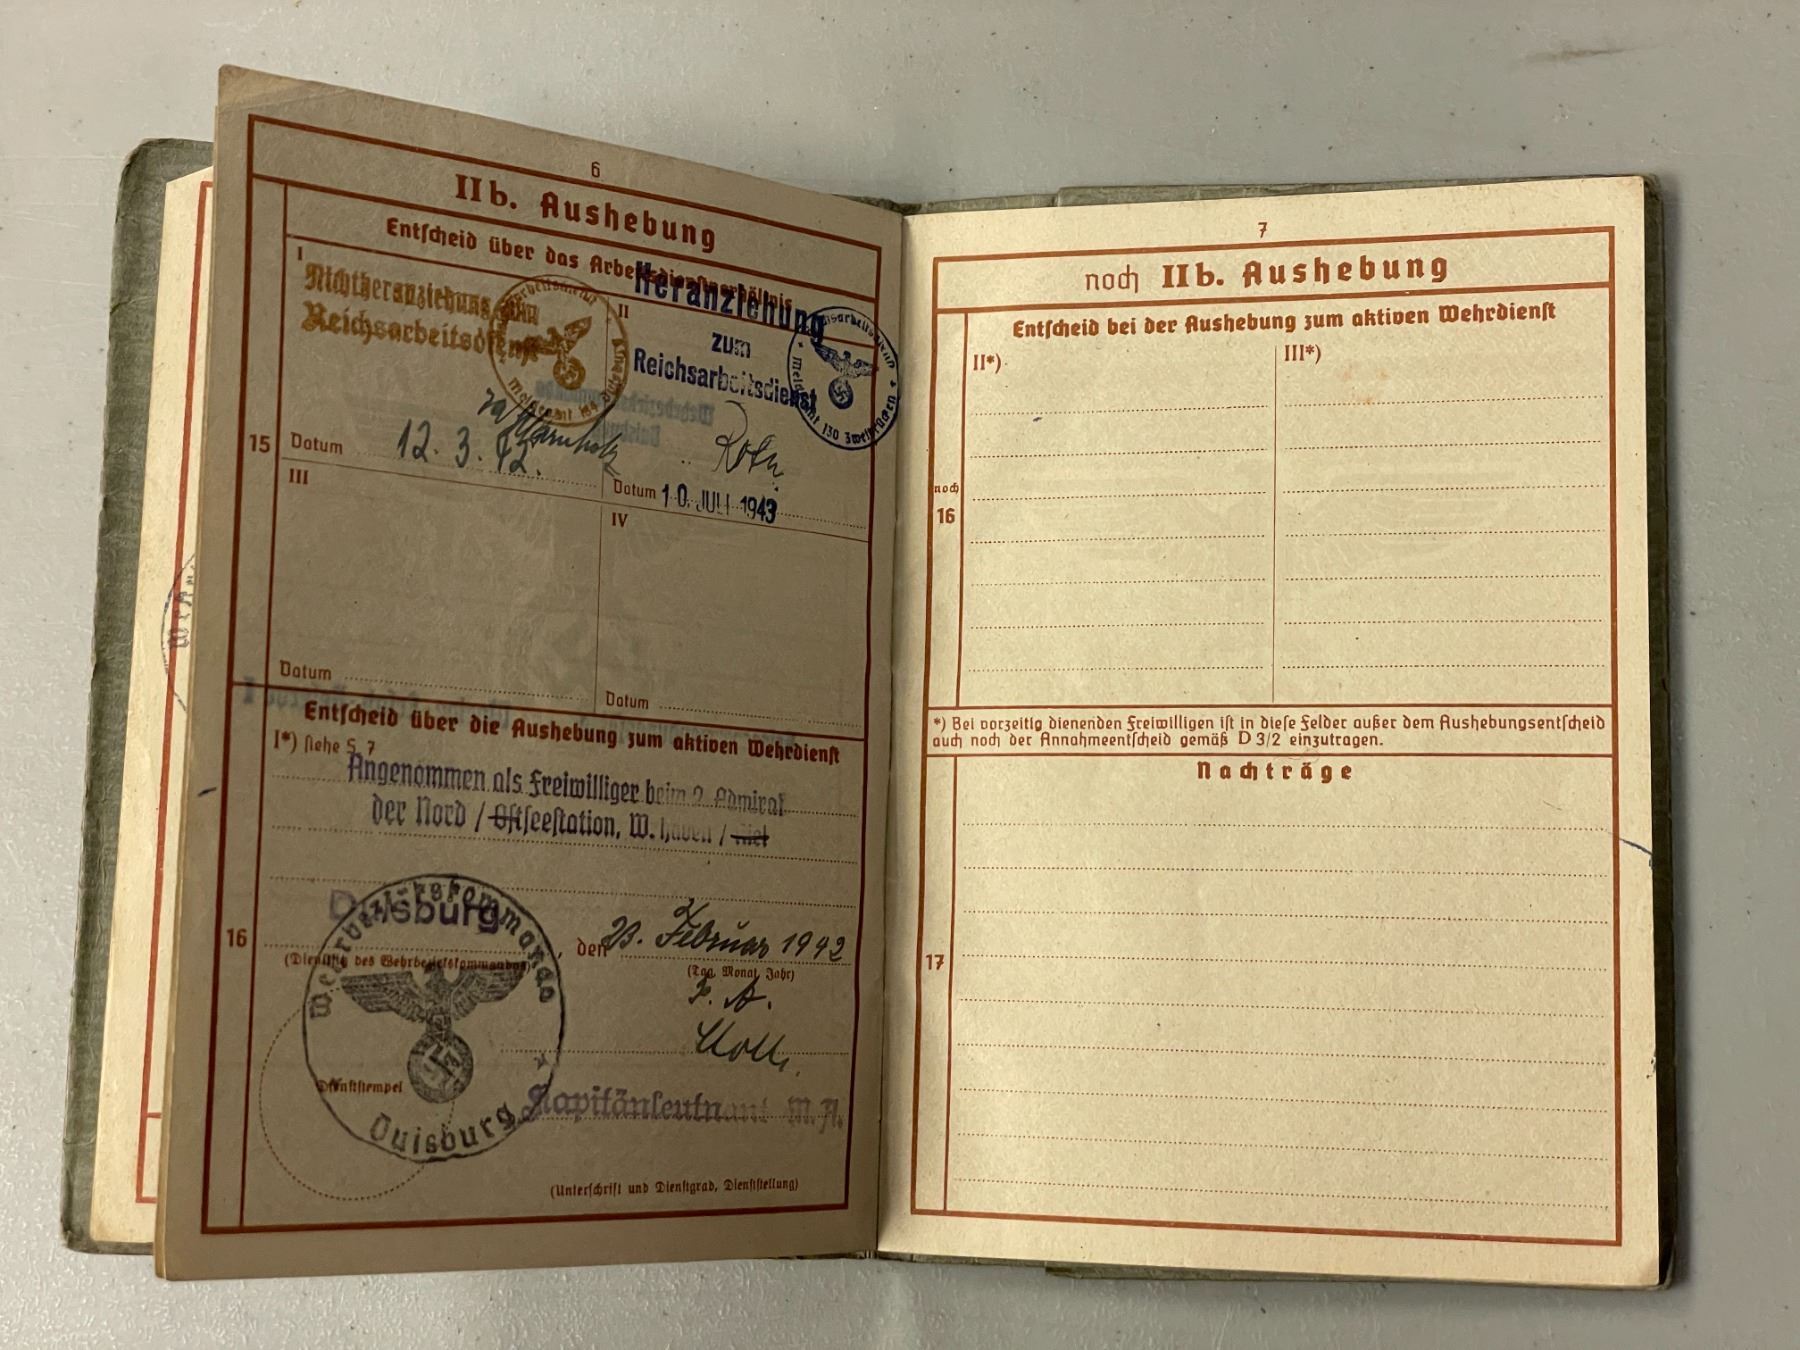 6
IIb. Aushebung
Entscheid über das Arbeitsdienstverhältnis
I
Nichtheranziehung zum
Reichsarbeitsdienst
Meldeamt
II
Heranziehung
zum
Reichsarbeitsdienst
Meldeamt 130 Zweibrücken
15
Datum 12. 3. 42.
Datum 10. JULI 1943
III
IV
Datum
Datum
Entscheid über die Aushebung zum aktiven Wehrdienst
I*) siehe S. 7
Angenommen als Freiwilliger beim 2. Admiral
der Nord / Ostseestation, W.haven / Kiel
16
Duisburg, den 23. Februar 1942
(Dienstsitz des Wehrbezirkskommandos)
(Tag, Monat, Jahr)
Wehrbezirkskommando
Duisburg
Dienststempel
Kapitänleutnant M.A.
(Unterschrift und Dienstgrad, Dienststellung)
7
noch IIb. Aushebung
Entscheid bei der Aushebung zum aktiven Wehrdienst
II*)
III*)
noch
16
*) Bei vorzeitig dienenden Freiwilligen ist in diese Felder außer dem Aushebungsentscheid
auch noch der Annahmeentscheid gemäß D 3/2 einzutragen.
Nachträge
17